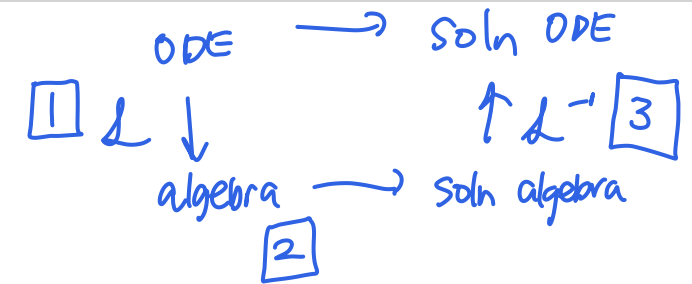 ODE → soln ODE
1 ℒ ↓ ↑ ℒ⁻¹ 3
algebra → soln algebra
2